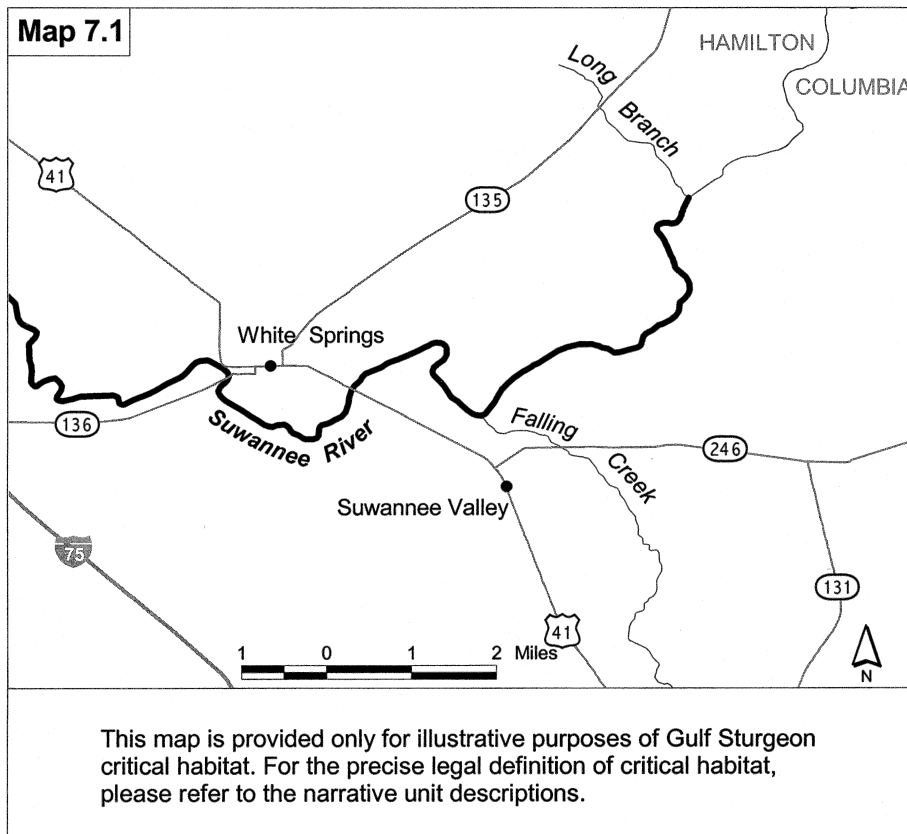 Map 7.1
HAMILTON
COLUMBIA
Long
Branch
41
135
White Springs
136
Suwannee River
Falling
Creek
246
Suwannee Valley
75
131
41
1 0 1 2 Miles
N
This map is provided only for illustrative purposes of Gulf Sturgeon
critical habitat. For the precise legal definition of critical habitat,
please refer to the narrative unit descriptions.